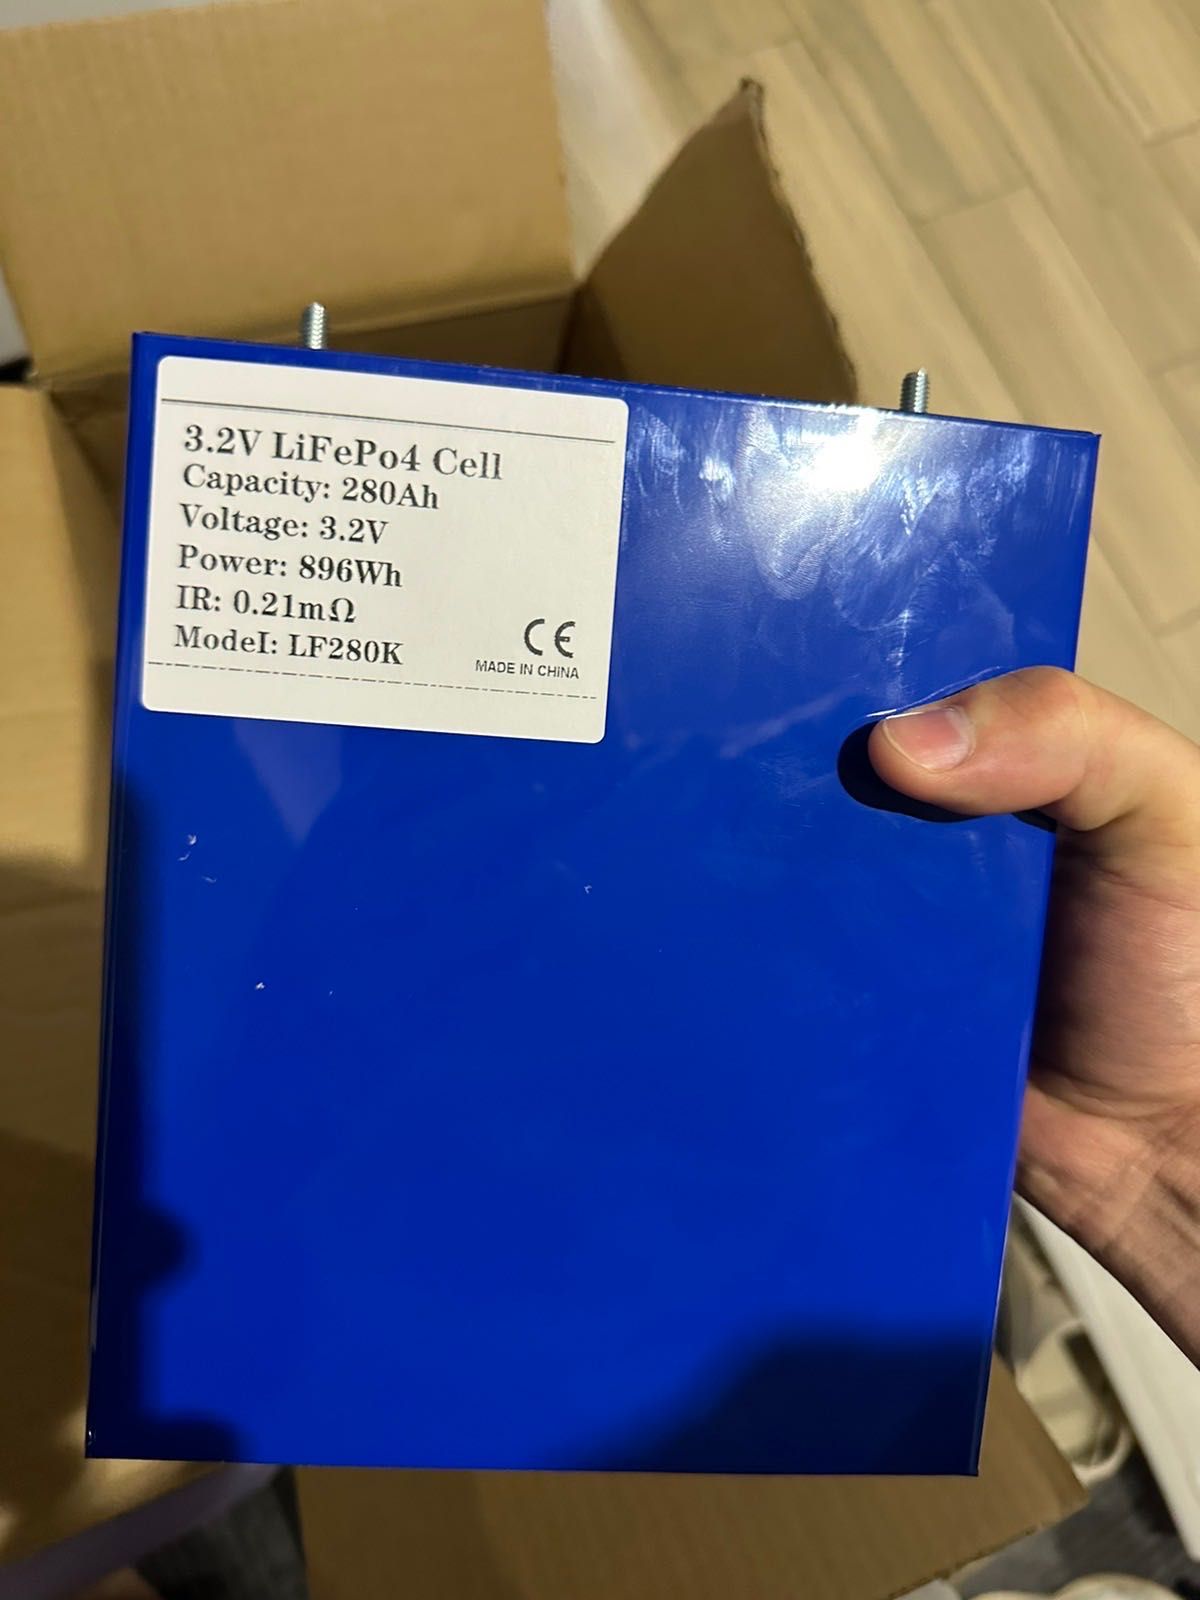 3.2V LiFePo4 Cell
Capacity: 280Ah
Voltage: 3.2V
Power: 896Wh
IR: 0.21mΩ
ModeI: LF280K
CE
MADE IN CHINA